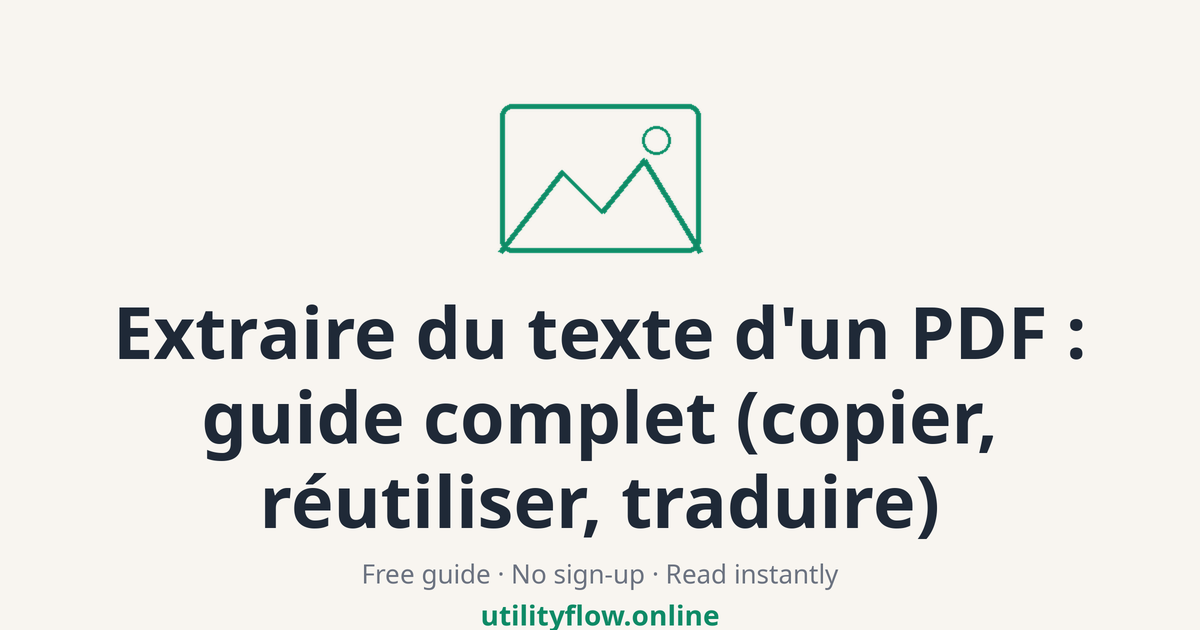 Extraire du texte d'un PDF :
guide complet (copier,
réutiliser, traduire)
Free guide · No sign-up · Read instantly
utilityflow.online